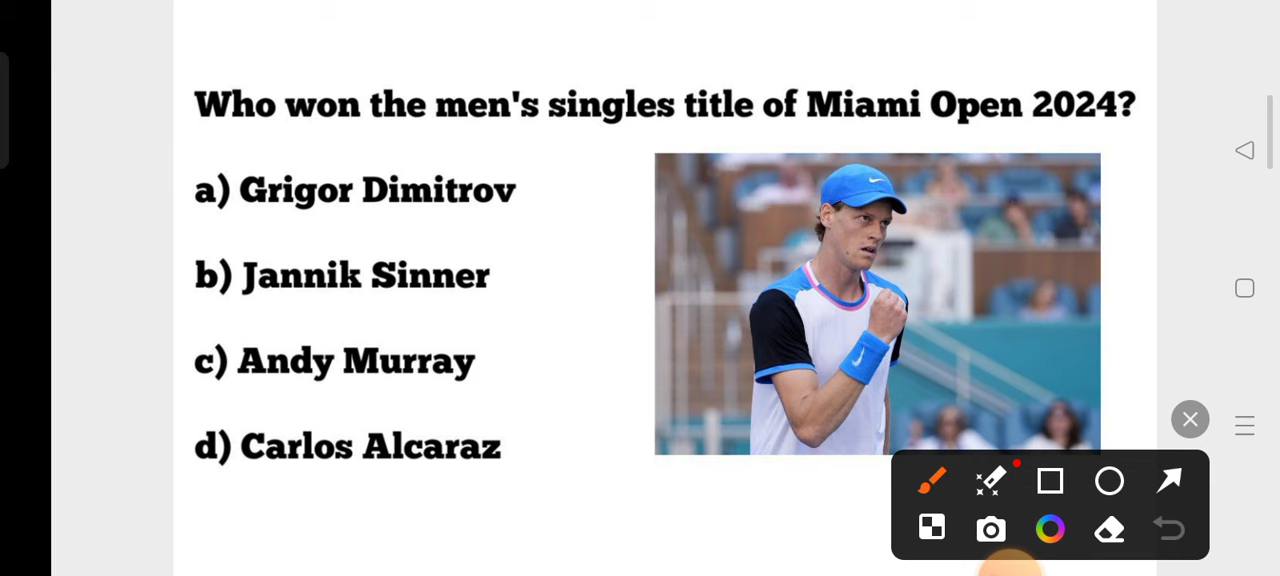 Who won the men's singles title of Miami Open 2024?
a) Grigor Dimitrov
b) Jannik Sinner
c) Andy Murray
d) Carlos Alcaraz